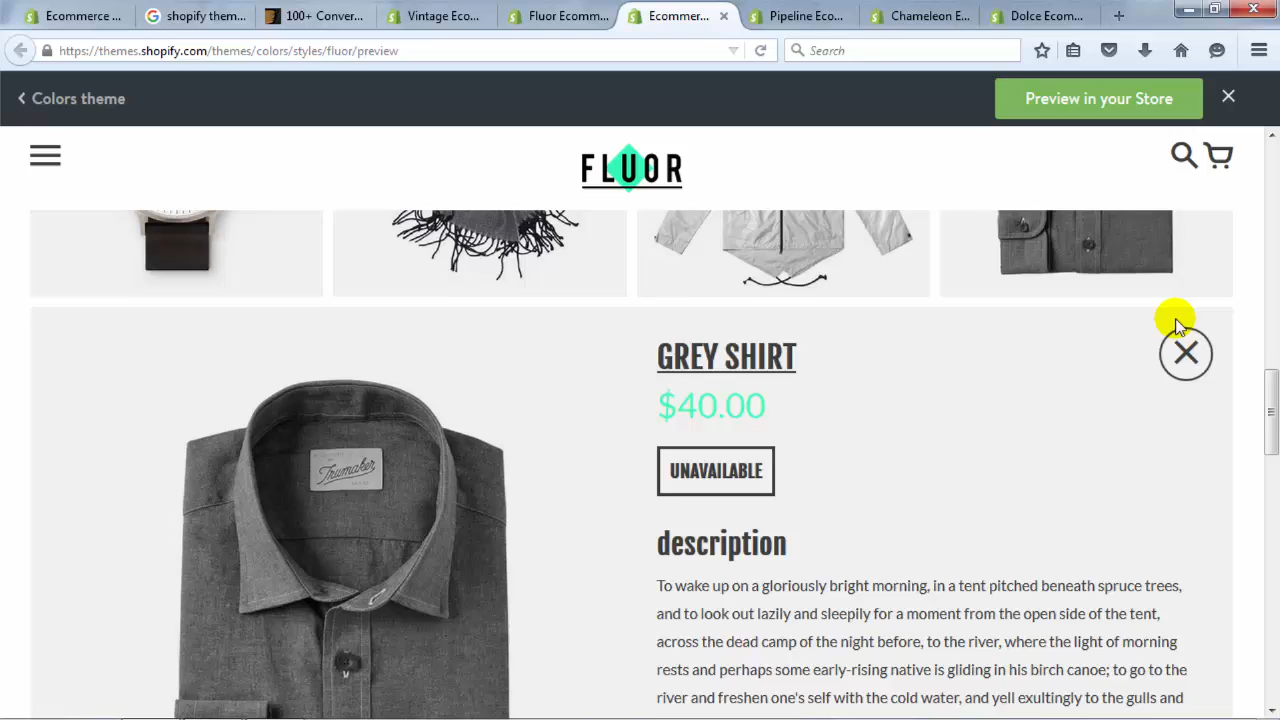 Ecommerce ...
shopify them...
100+ Conver...
Vintage Eco...
Fluor Ecomm...
Ecommer...
Pipeline Eco...
Chameleon E...
Dolce Ecom...
https://themes.shopify.com/themes/colors/styles/fluor/preview
Search
Colors theme
Preview in your Store
FLUOR
GREY SHIRT
$40.00
UNAVAILABLE
Trumaker
description
To wake up on a gloriously bright morning, in a tent pitched beneath spruce trees,
and to look out lazily and sleepily for a moment from the open side of the tent,
across the dead camp of the night before, to the river, where the light of morning
rests and perhaps some early-rising native is gliding in his birch canoe; to go to the
river and freshen one's self with the cold water, and yell exultingly to the gulls and